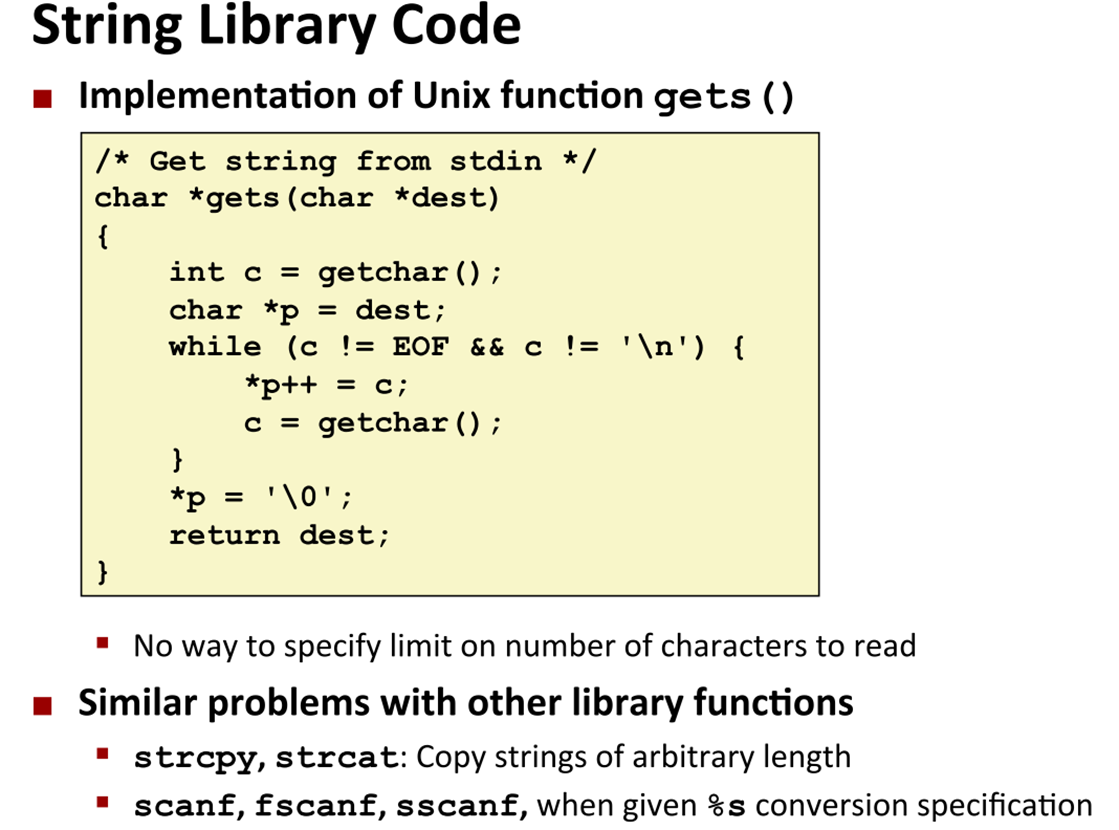 String Library Code
■ Implementation of Unix function gets()
/* Get string from stdin */
char *gets(char *dest)
{
    int c = getchar();
    char *p = dest;
    while (c != EOF && c != '\n') {
        *p++ = c;
        c = getchar();
    }
    *p = '\0';
    return dest;
}
▪ No way to specify limit on number of characters to read
■ Similar problems with other library functions
▪ strcpy, strcat: Copy strings of arbitrary length
▪ scanf, fscanf, sscanf, when given %s conversion specification